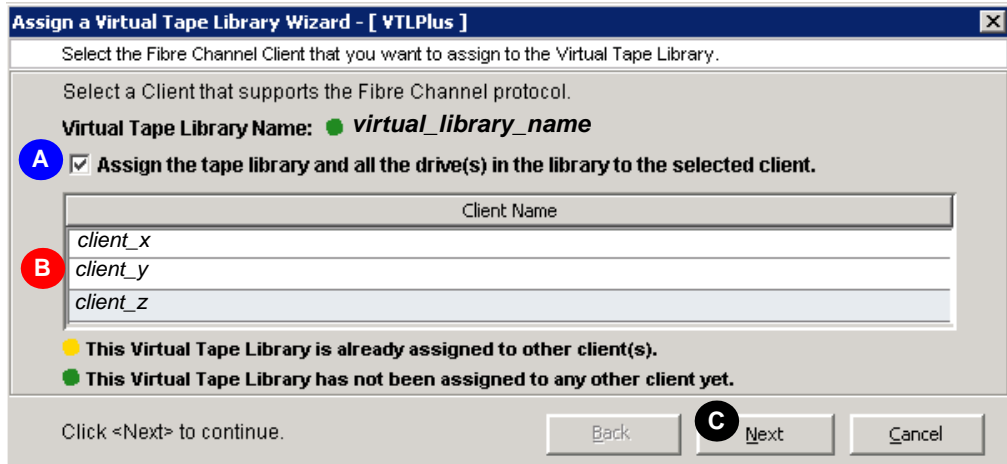 Assign a Virtual Tape Library Wizard - [ VTLPlus ]
Select the Fibre Channel Client that you want to assign to the Virtual Tape Library.
Select a Client that supports the Fibre Channel protocol.
Virtual Tape Library Name: virtual_library_name
A Assign the tape library and all the drive(s) in the library to the selected client.
Client Name
client_x
B client_y
client_z
This Virtual Tape Library is already assigned to other client(s).
This Virtual Tape Library has not been assigned to any other client yet.
Click <Next> to continue. Back C Next Cancel